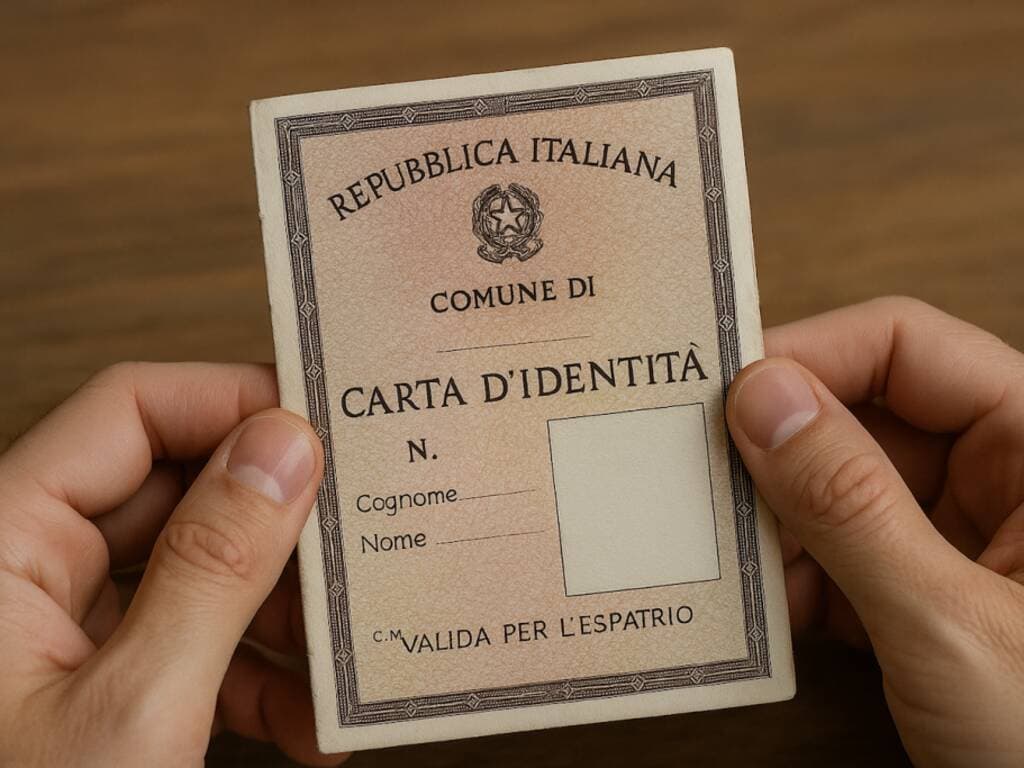 REPUBBLICA ITALIANA
COMUNE DI
CARTA D'IDENTITÀ
N.
Cognome
Nome
C.M VALIDA PER L'ESPATRIO